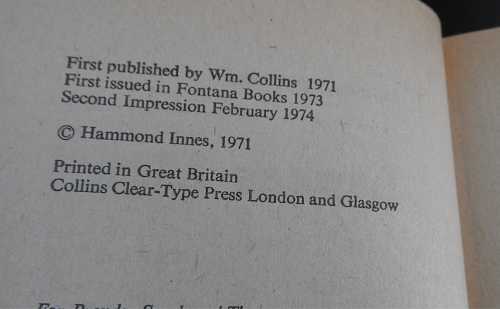 First published by Wm. Collins 1971
First issued in Fontana Books 1973
Second Impression February 1974
© Hammond Innes, 1971
Printed in Great Britain
Collins Clear-Type Press London and Glasgow